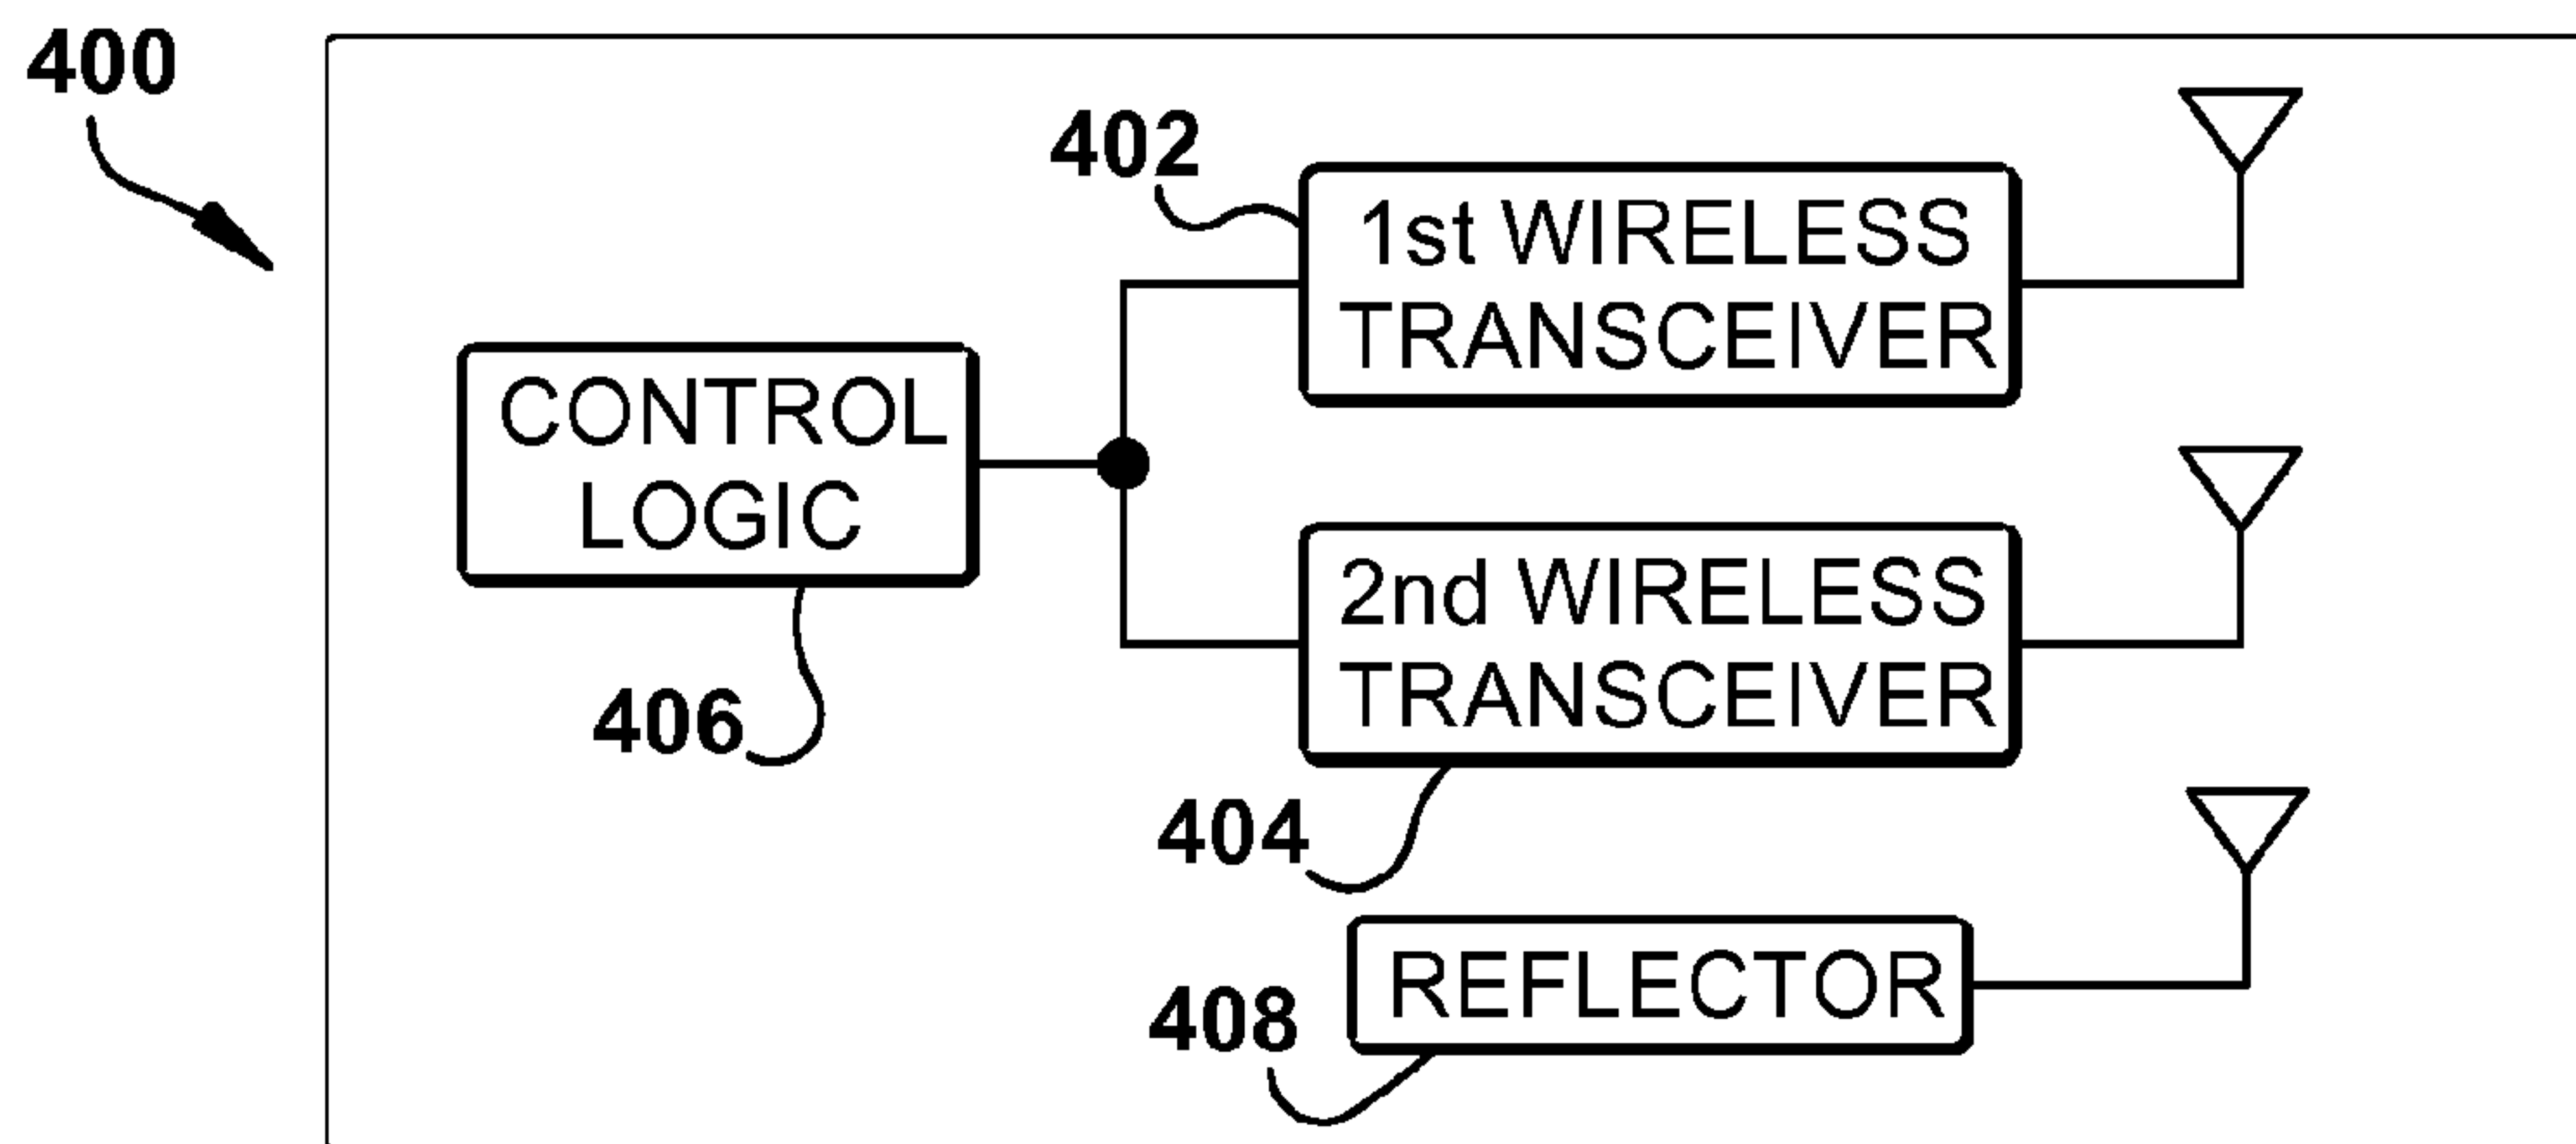 400
402
1st WIRELESS
TRANSCEIVER
CONTROL
LOGIC
406
2nd WIRELESS
TRANSCEIVER
404
REFLECTOR
408